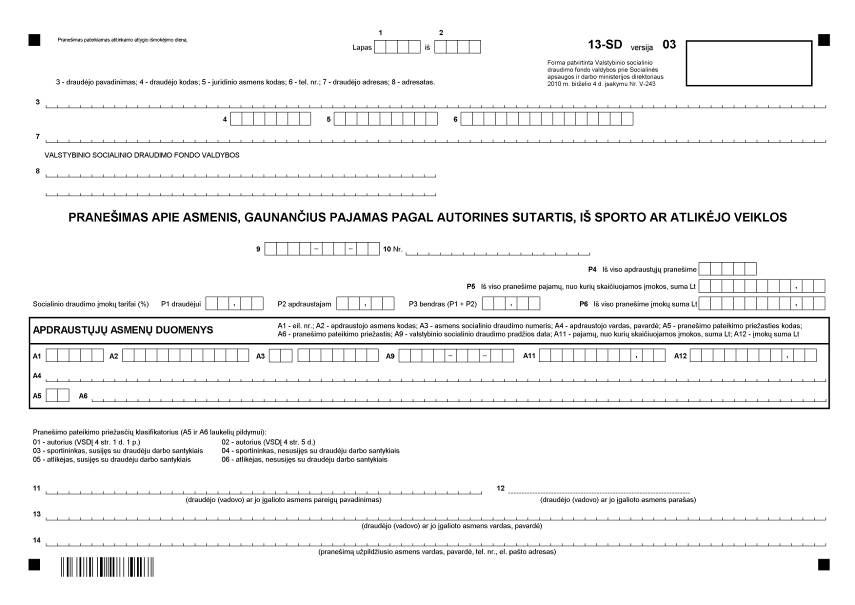 Pranešimas pateikiamas atitinkamo atlygio išmokėjimo dieną.
1 2
Lapas iš
13-SD versija 03
Forma patvirtinta Valstybinio socialinio
draudimo fondo valdybos prie Socialinės
apsaugos ir darbo ministerijos direktoriaus
2010 m. birželio 4 d. įsakymu Nr. V-243
3 - draudėjo pavadinimas; 4 - draudėjo kodas; 5 - juridinio asmens kodas; 6 - tel. nr.; 7 - draudėjo adresas; 8 - adresatas.
3
4 5 6
7
VALSTYBINIO SOCIALINIO DRAUDIMO FONDO VALDYBOS
8
PRANEŠIMAS APIE ASMENIS, GAUNANČIUS PAJAMAS PAGAL AUTORINES SUTARTIS, IŠ SPORTO AR ATLIKĖJO VEIKLOS
9 – – 10 Nr.
P4 Iš viso apdraustųjų pranešime
P5 Iš viso pranešime pajamų, nuo kurių skaičiuojamos įmokos, suma Lt ,
Socialinio draudimo įmokų tarifai (%) P1 draudėjui , P2 apdraustajam , P3 bendras (P1 + P2) , P6 Iš viso pranešime įmokų suma Lt ,
APDRAUSTŲJŲ ASMENŲ DUOMENYS
A1 - eil. nr.; A2 - apdraustojo asmens kodas; A3 - asmens socialinio draudimo numeris; A4 - apdraustojo vardas, pavardė; A5 - pranešimo pateikimo priežasties kodas;
A6 - pranešimo pateikimo priežastis; A9 - valstybinio socialinio draudimo pradžios data; A11 - pajamų, nuo kurių skaičiuojamos įmokos, suma Lt; A12 - įmokų suma Lt
A1 A2 A3 A9 – – A11 , A12 ,
A4
A5 A6
Pranešimo pateikimo priežasčių klasifikatorius (A5 ir A6 laukelių pildymui):
01 - autorius (VSDĮ 4 str. 1 d. 1 p.) 02 - autorius (VSDĮ 4 str. 5 d.)
03 - sportininkas, susijęs su draudėju darbo santykiais 04 - sportininkas, nesusijęs su draudėju darbo santykiais
05 - atlikėjas, susijęs su draudėju darbo santykiais 06 - atlikėjas, nesusijęs su draudėju darbo santykiais
11 12
(draudėjo (vadovo) ar jo įgalioto asmens pareigų pavadinimas) (draudėjo (vadovo) ar jo įgalioto asmens parašas)
13
(draudėjo (vadovo) ar jo įgalioto asmens vardas, pavardė)
14
(pranešimą užpildžiusio asmens vardas, pavardė, tel. nr., el. pašto adresas)